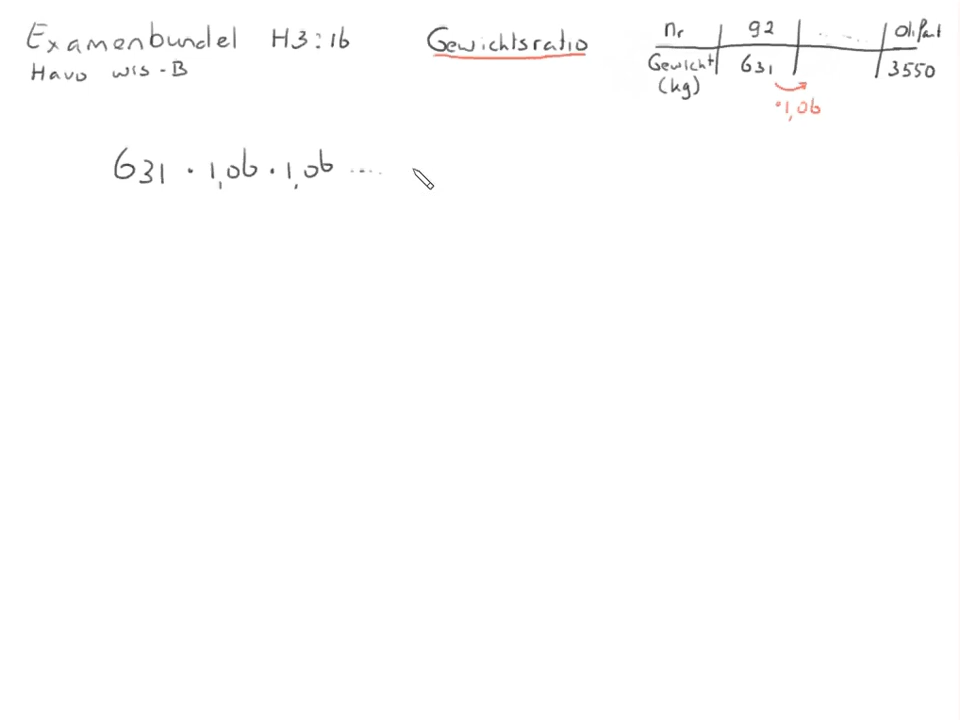 Examenbundel H3:16 Gewichtsratio
Havo wis-B
Nr 92 ..... Olifant
Gewicht 631 3550
(kg)
·1,06
631 · 1,06 · 1,06 ....